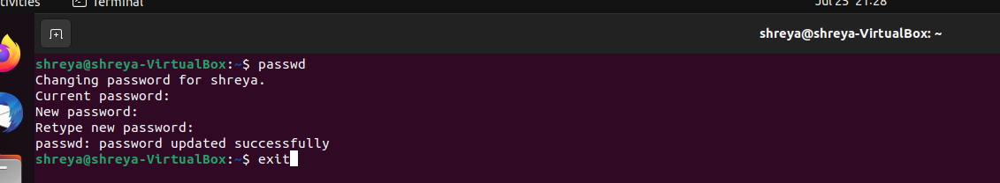 Terminal
Jul 25 21:28
shreya@shreya-VirtualBox: ~
shreya@shreya-VirtualBox:~$ passwd
Changing password for shreya.
Current password:
New password:
Retype new password:
passwd: password updated successfully
shreya@shreya-VirtualBox:~$ exit